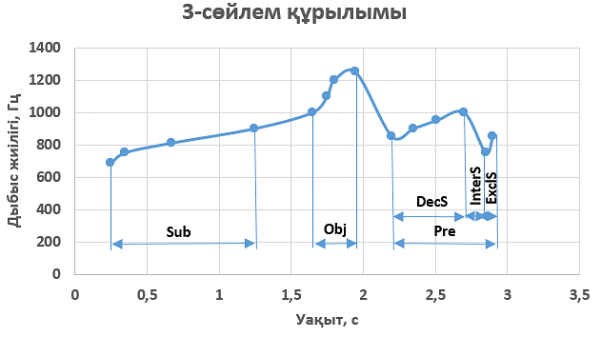 3-сөйлем құрылымы
Дыбыс жиілігі, Гц
1400
1200
1000
800
600
400
200
0
Sub
Obj
DecS
InterS
ExclS
Pre
0 0,5 1 1,5 2 2,5 3 3,5
Уақыт, с